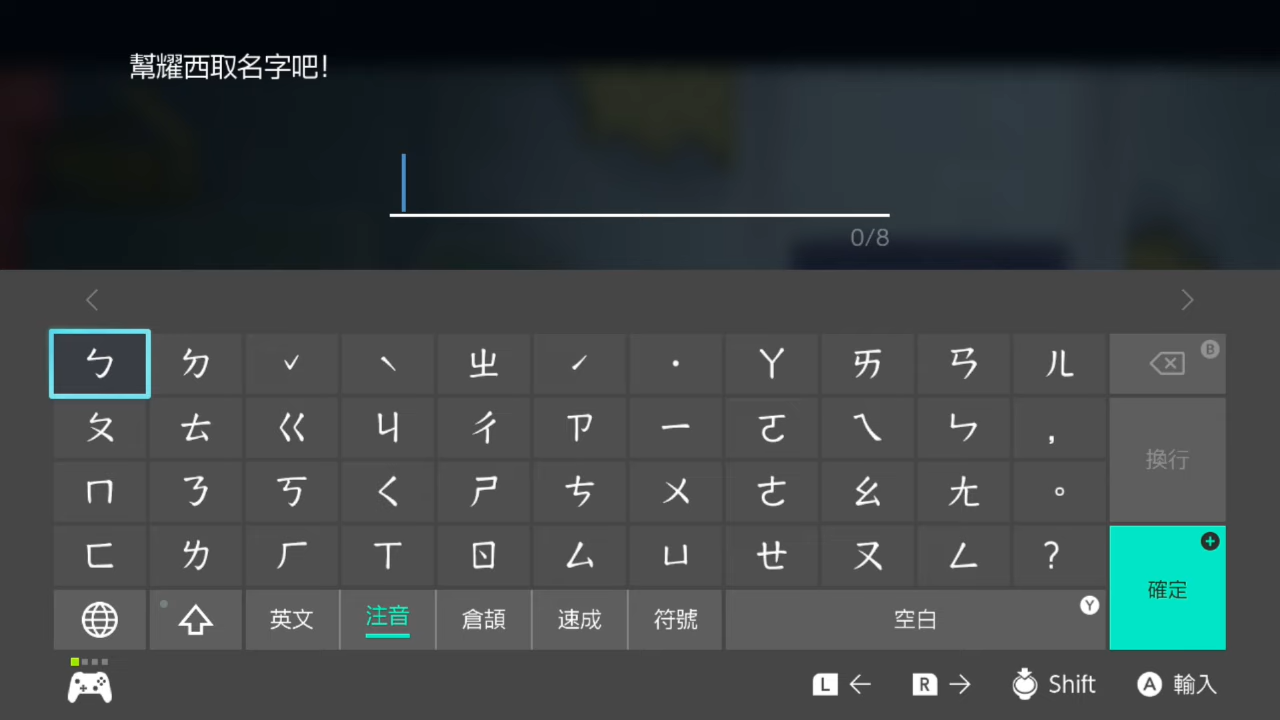 幫耀西取名字吧!
0/8
ㄅ ㄉ ˇ ˋ ㄓ ˊ ˙ ㄚ ㄞ ㄢ ㄦ B
ㄆ ㄊ ㄍ ㄐ ㄔ ㄗ ㄧ ㄛ ㄟ ㄣ , 換行
ㄇ ㄋ ㄎ ㄑ ㄕ ㄘ ㄨ ㄜ ㄠ ㄤ 。
ㄈ ㄌ ㄏ ㄒ ㄖ ㄙ ㄩ ㄝ ㄡ ㄥ ? + 確定
英文 注音 倉頡 速成 符號 空白 Y
L ← R → Shift A 輸入